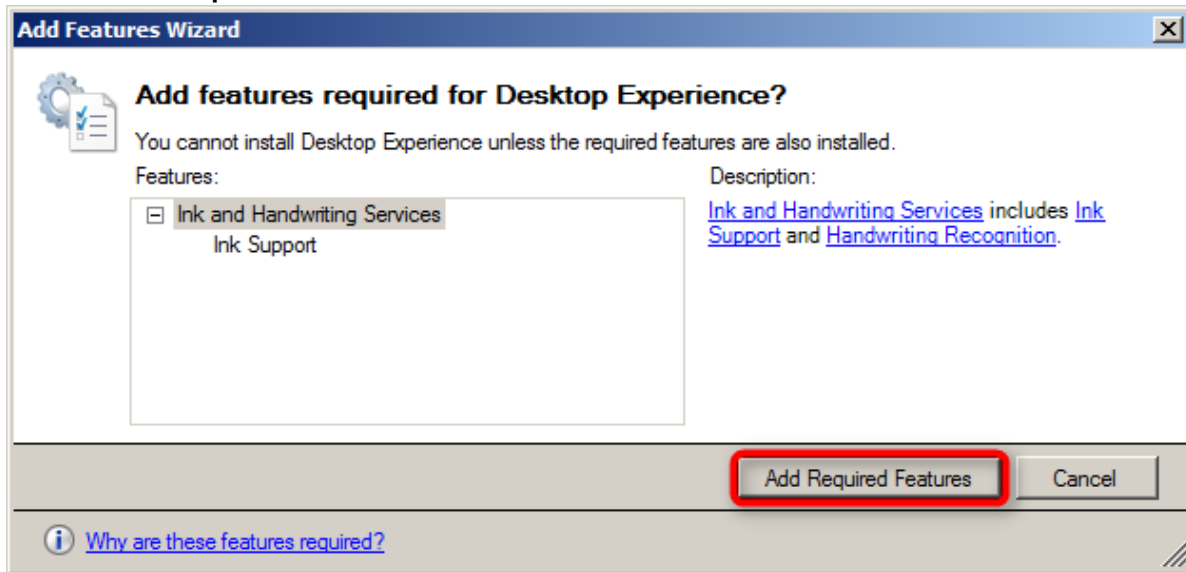 Add Features Wizard
Add features required for Desktop Experience?
You cannot install Desktop Experience unless the required features are also installed.
Features:
Ink and Handwriting Services
Ink Support
Description:
Ink and Handwriting Services includes Ink
Support and Handwriting Recognition.
Add Required Features
Cancel
Why are these features required?